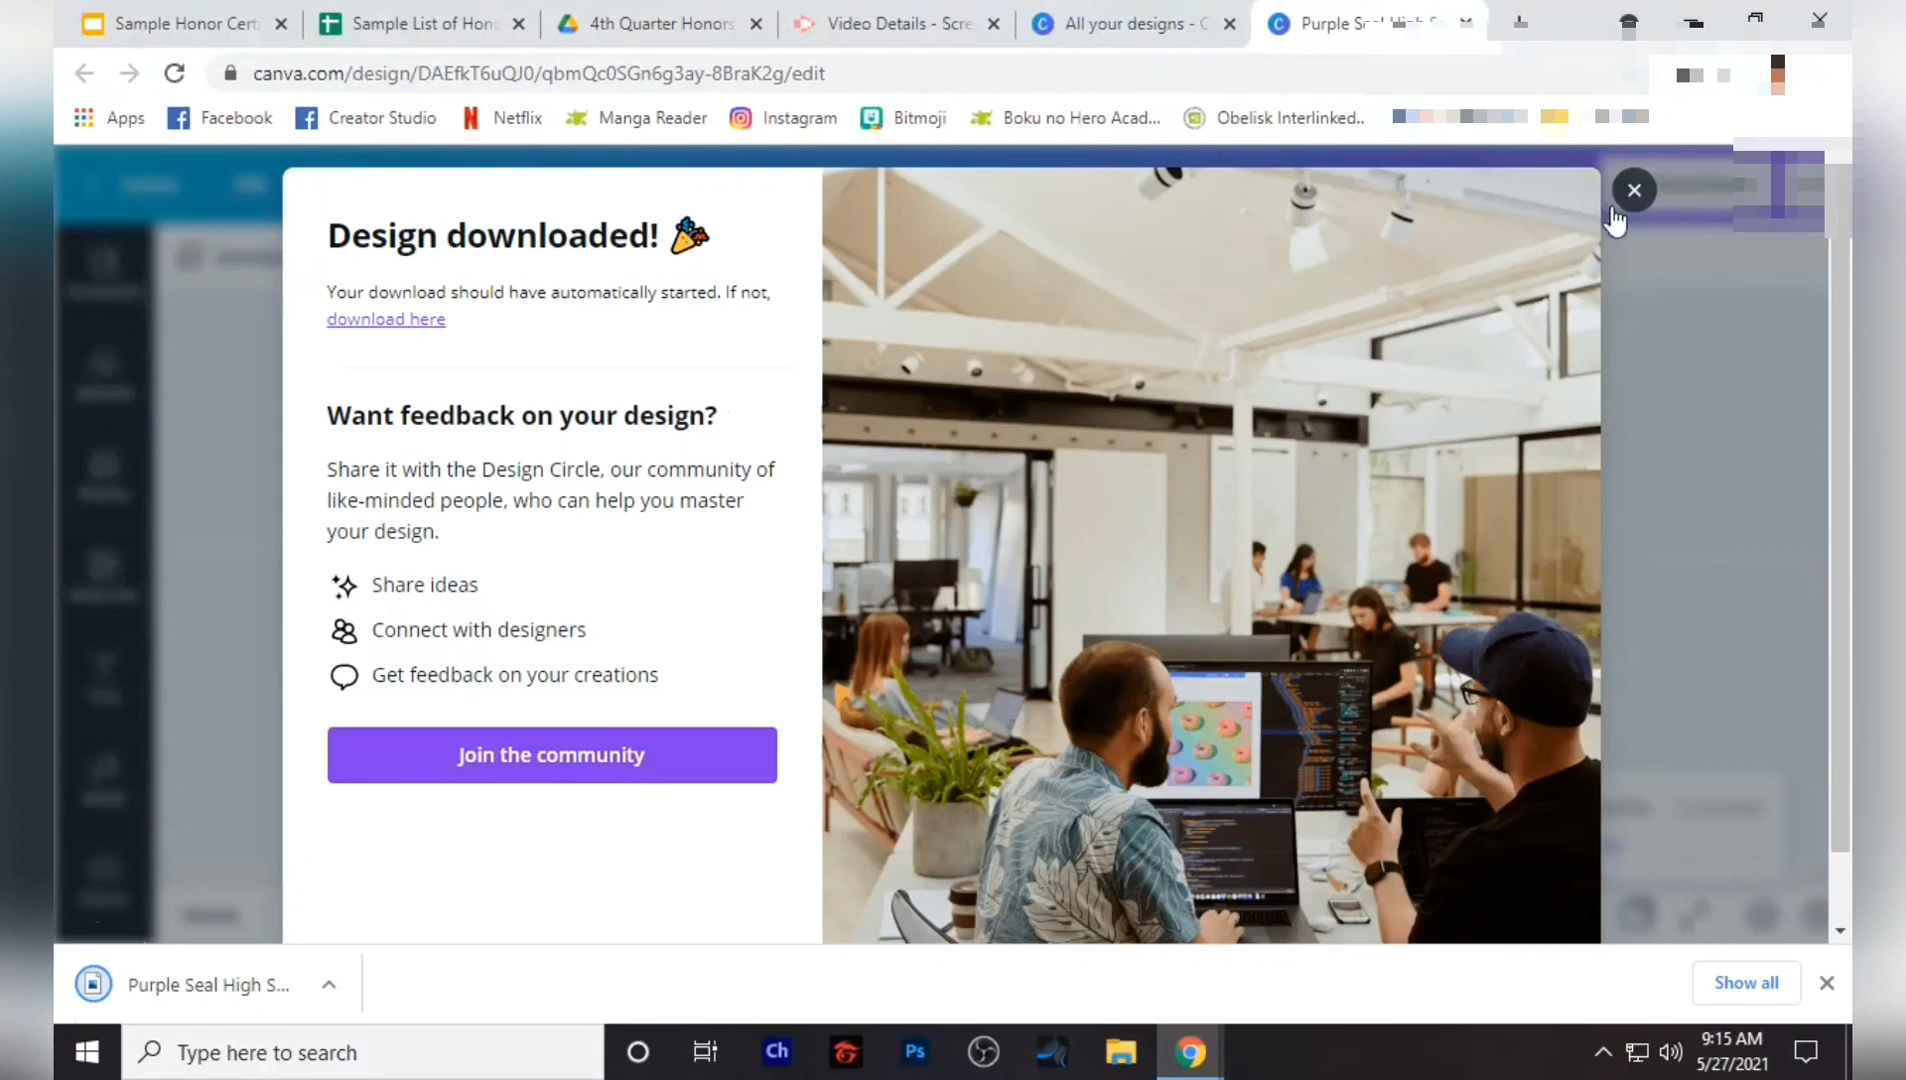 Sample Honor Certi
Sample List of Hono
4th Quarter Honors
Video Details - Scre
All your designs - C
Purple Seal High Sc
canva.com/design/DAEfkT6uQJ0/qbmQc0SGn6g3ay-8BraK2g/edit
Apps
Facebook
Creator Studio
Netflix
Manga Reader
Instagram
Bitmoji
Boku no Hero Acad...
Obelisk Interlinked..
Design downloaded!
Your download should have automatically started. If not,
download here
Want feedback on your design?
Share it with the Design Circle, our community of
like-minded people, who can help you master
your design.
Share ideas
Connect with designers
Get feedback on your creations
Join the community
Purple Seal High S...
Show all
Type here to search
Ch
Ps
9:15 AM
5/27/2021